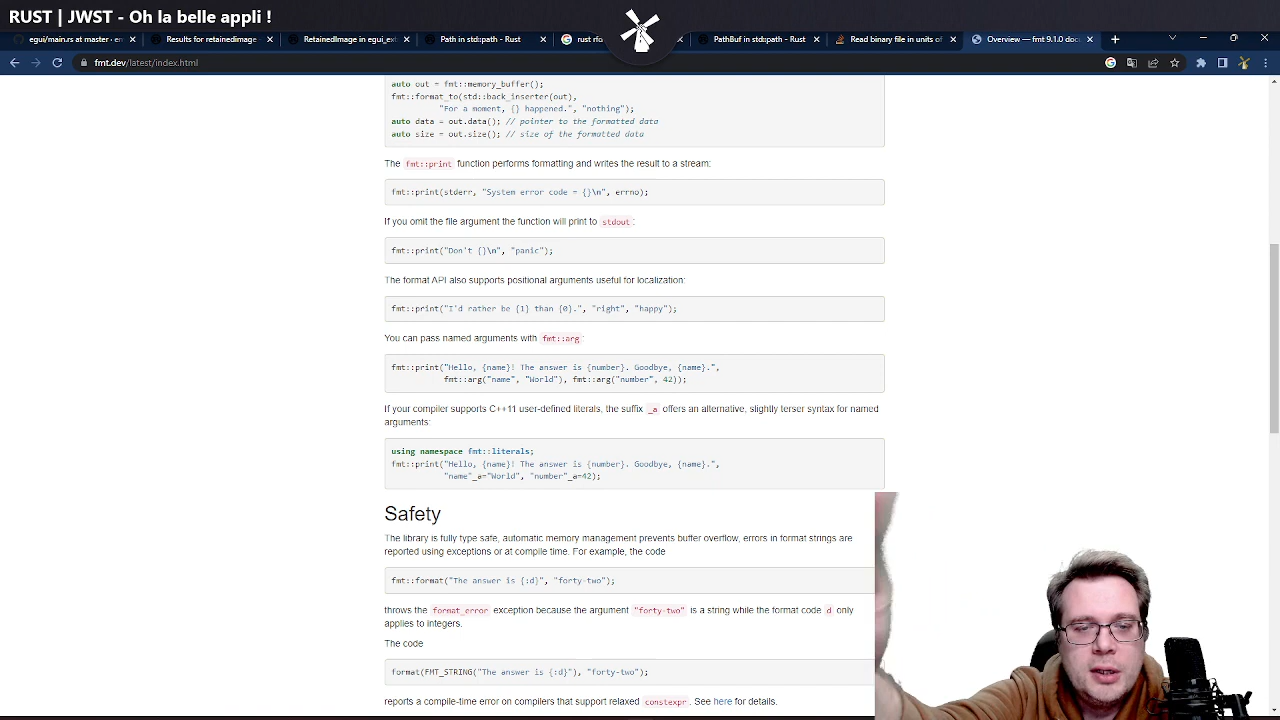 RUST | JWST - Oh la belle appli !
egui/main.rs at master · em
Results for retainedimage
RetainedImage in egui_ext
Path in std::path - Rust
rust rfo
PathBuf in std::path - Rust
Read binary file in units of
Overview — fmt 9.1.0 doc
fmt.dev/latest/index.html
auto out = fmt::memory_buffer();
fmt::format_to(std::back_inserter(out),
"For a moment, {} happened.", "nothing");
auto data = out.data(); // pointer to the formatted data
auto size = out.size(); // size of the formatted data
The fmt::print function performs formatting and writes the result to a stream:
fmt::print(stderr, "System error code = {}\n", errno);
If you omit the file argument the function will print to stdout:
fmt::print("Don't {}\n", "panic");
The format API also supports positional arguments useful for localization:
fmt::print("I'd rather be {1} than {0}.", "right", "happy");
You can pass named arguments with fmt::arg:
fmt::print("Hello, {name}! The answer is {number}. Goodbye, {name}.",
fmt::arg("name", "World"), fmt::arg("number", 42));
If your compiler supports C++11 user-defined literals, the suffix _a offers an alternative, slightly terser syntax for named
arguments:
using namespace fmt::literals;
fmt::print("Hello, {name}! The answer is {number}. Goodbye, {name}.",
"name"_a="World", "number"_a=42);
Safety
The library is fully type safe, automatic memory management prevents buffer overflow, errors in format strings are
reported using exceptions or at compile time. For example, the code
fmt::format("The answer is {:d}", "forty-two");
throws the format_error exception because the argument "forty-two" is a string while the format code d only
applies to integers.
The code
format(FMT_STRING("The answer is {:d}"), "forty-two");
reports a compile-time error on compilers that support relaxed constexpr. See here for details.